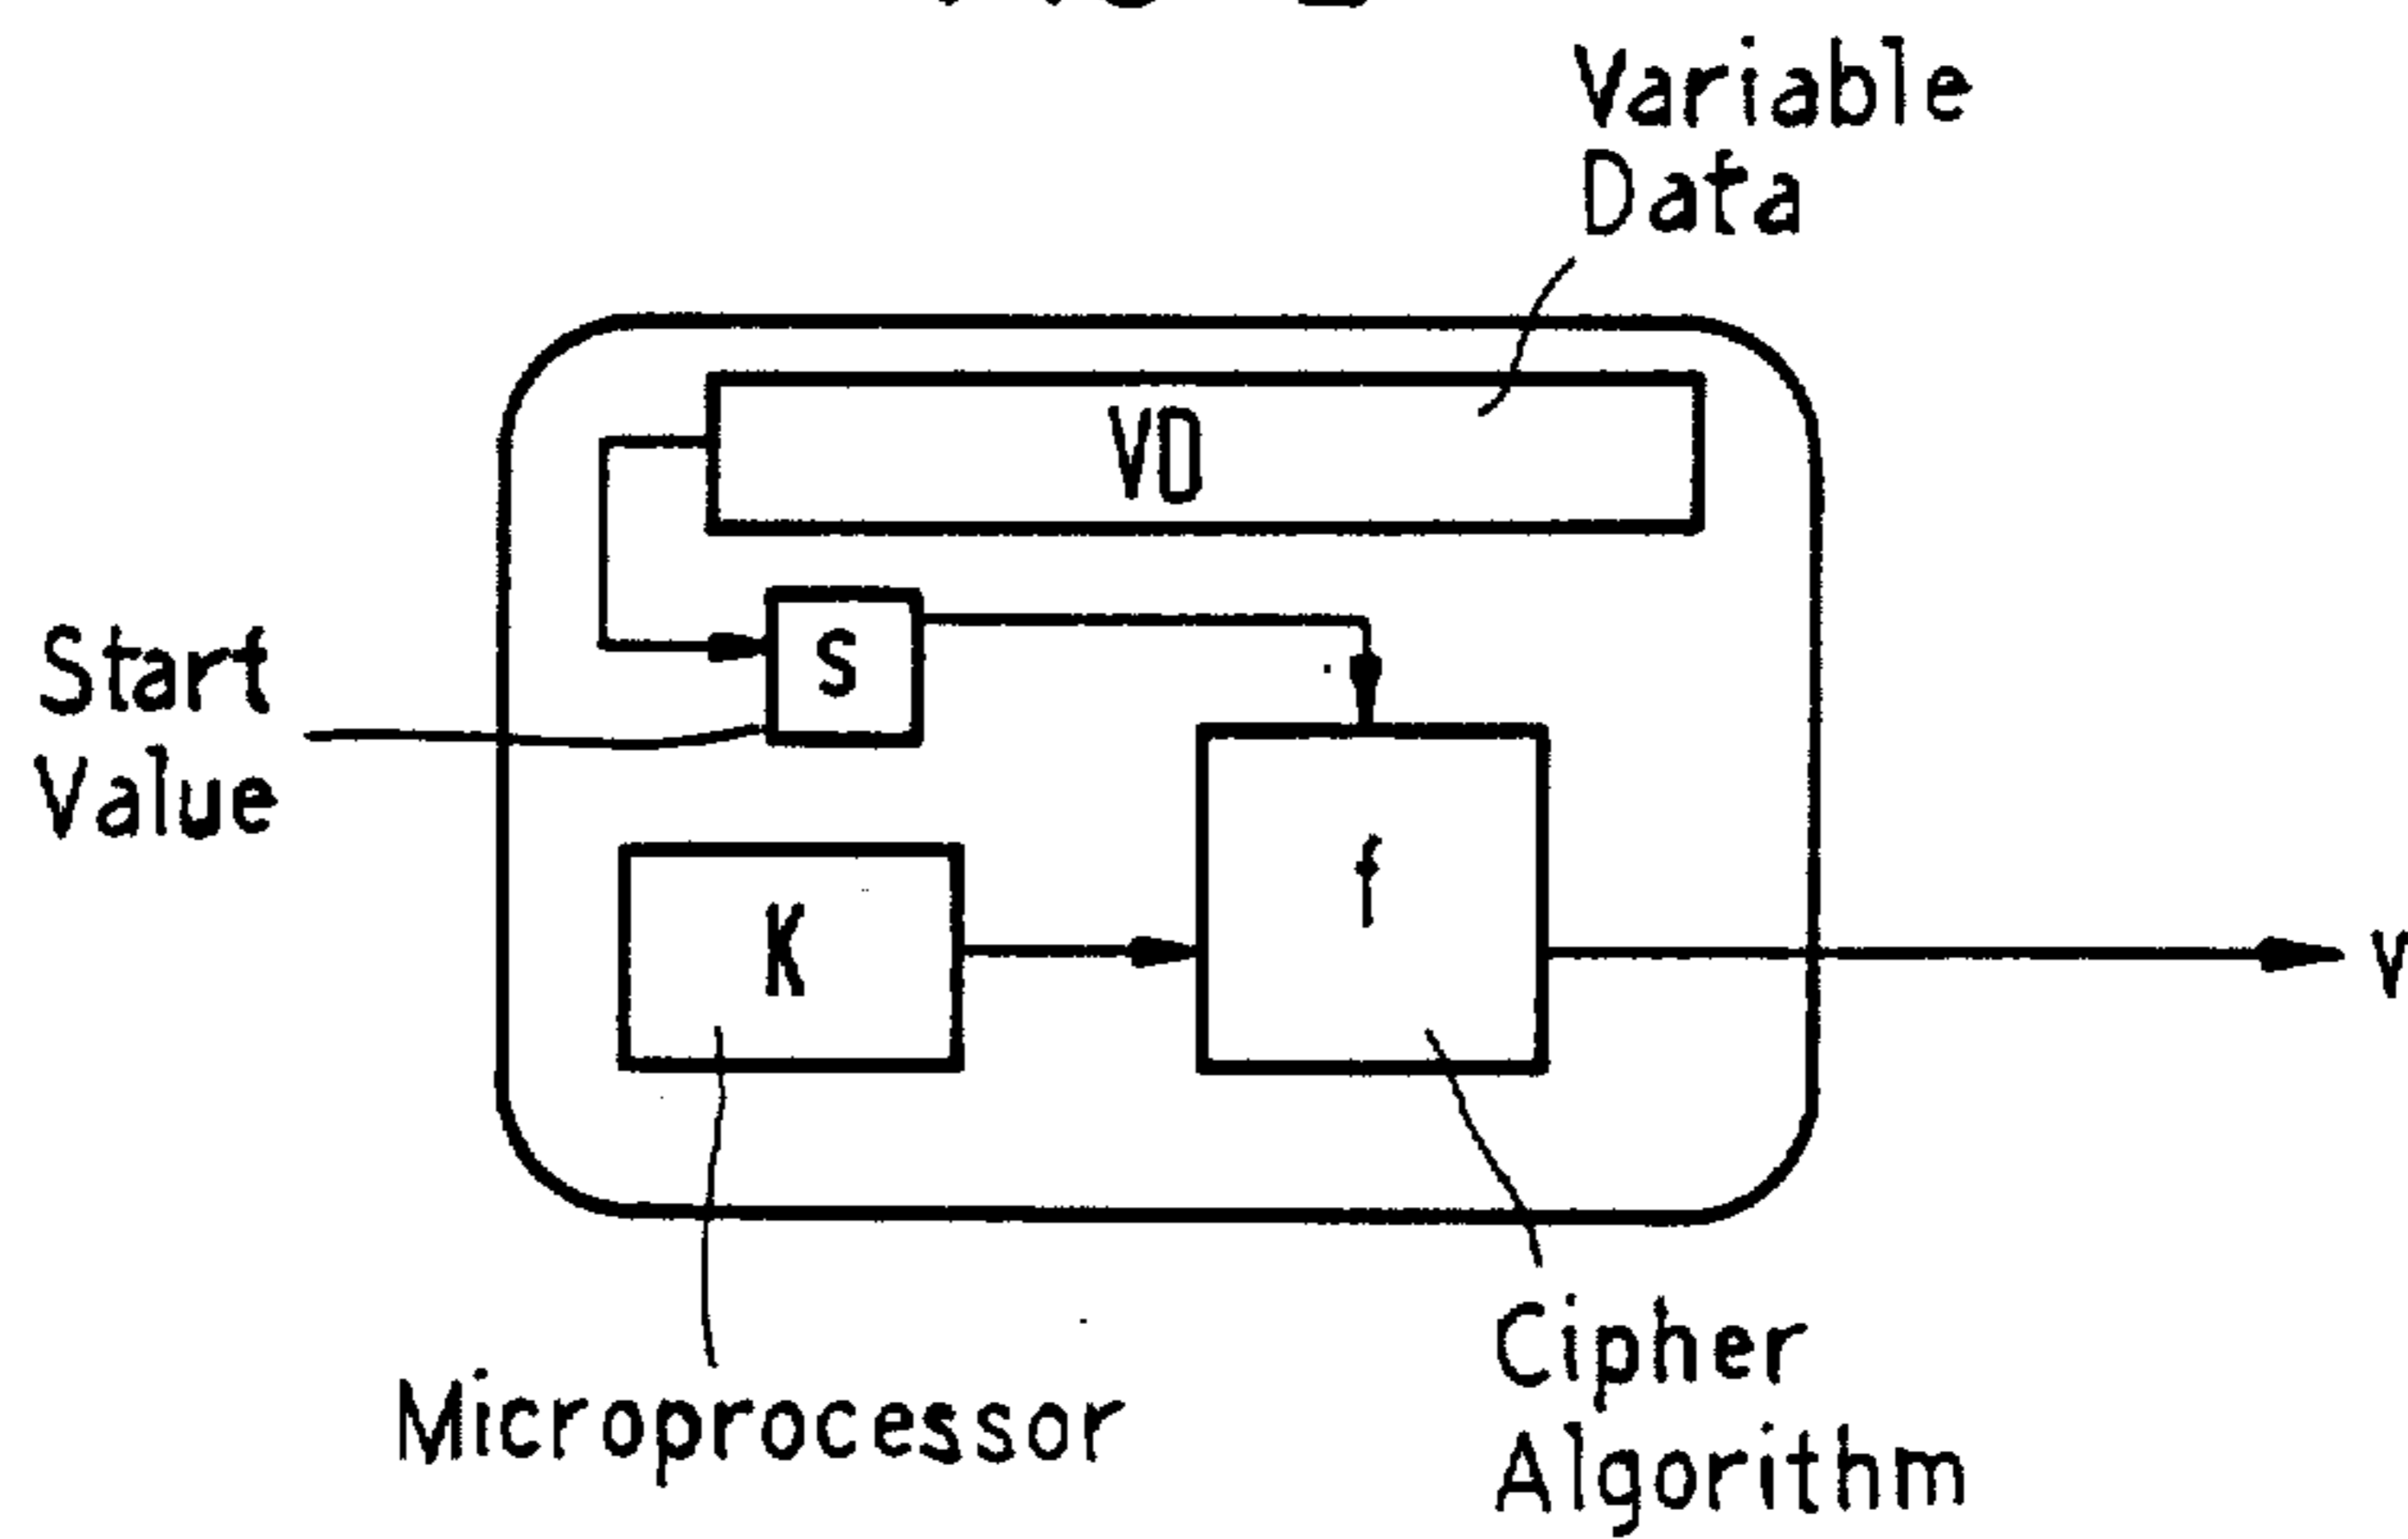 Variable
Data
VD
Start
Value
S
f
K
v
Microprocessor
Cipher
Algorithm